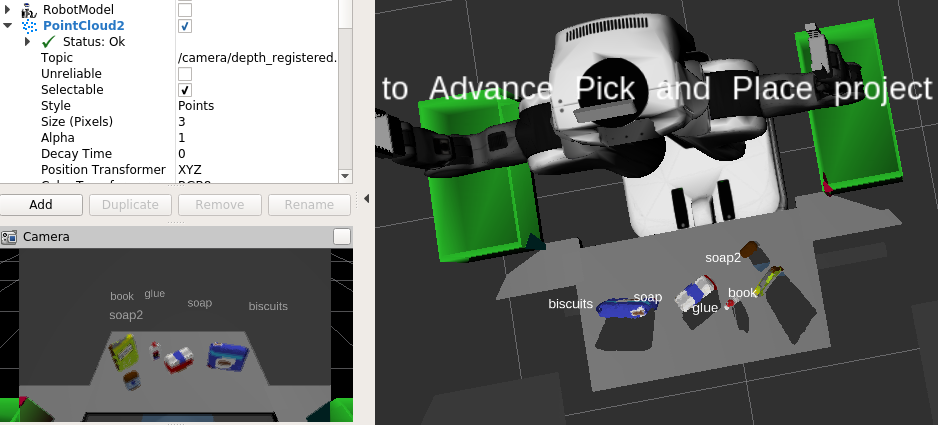 RobotModel
PointCloud2
Status: Ok
Topic /camera/depth_registered.
Unreliable
Selectable
Style Points
Size (Pixels) 3
Alpha 1
Decay Time 0
Position Transformer XYZ
Add Duplicate Remove Rename
Camera
book glue soap biscuits
soap2
to Advance Pick and Place project
soap2
biscuits soap glue book